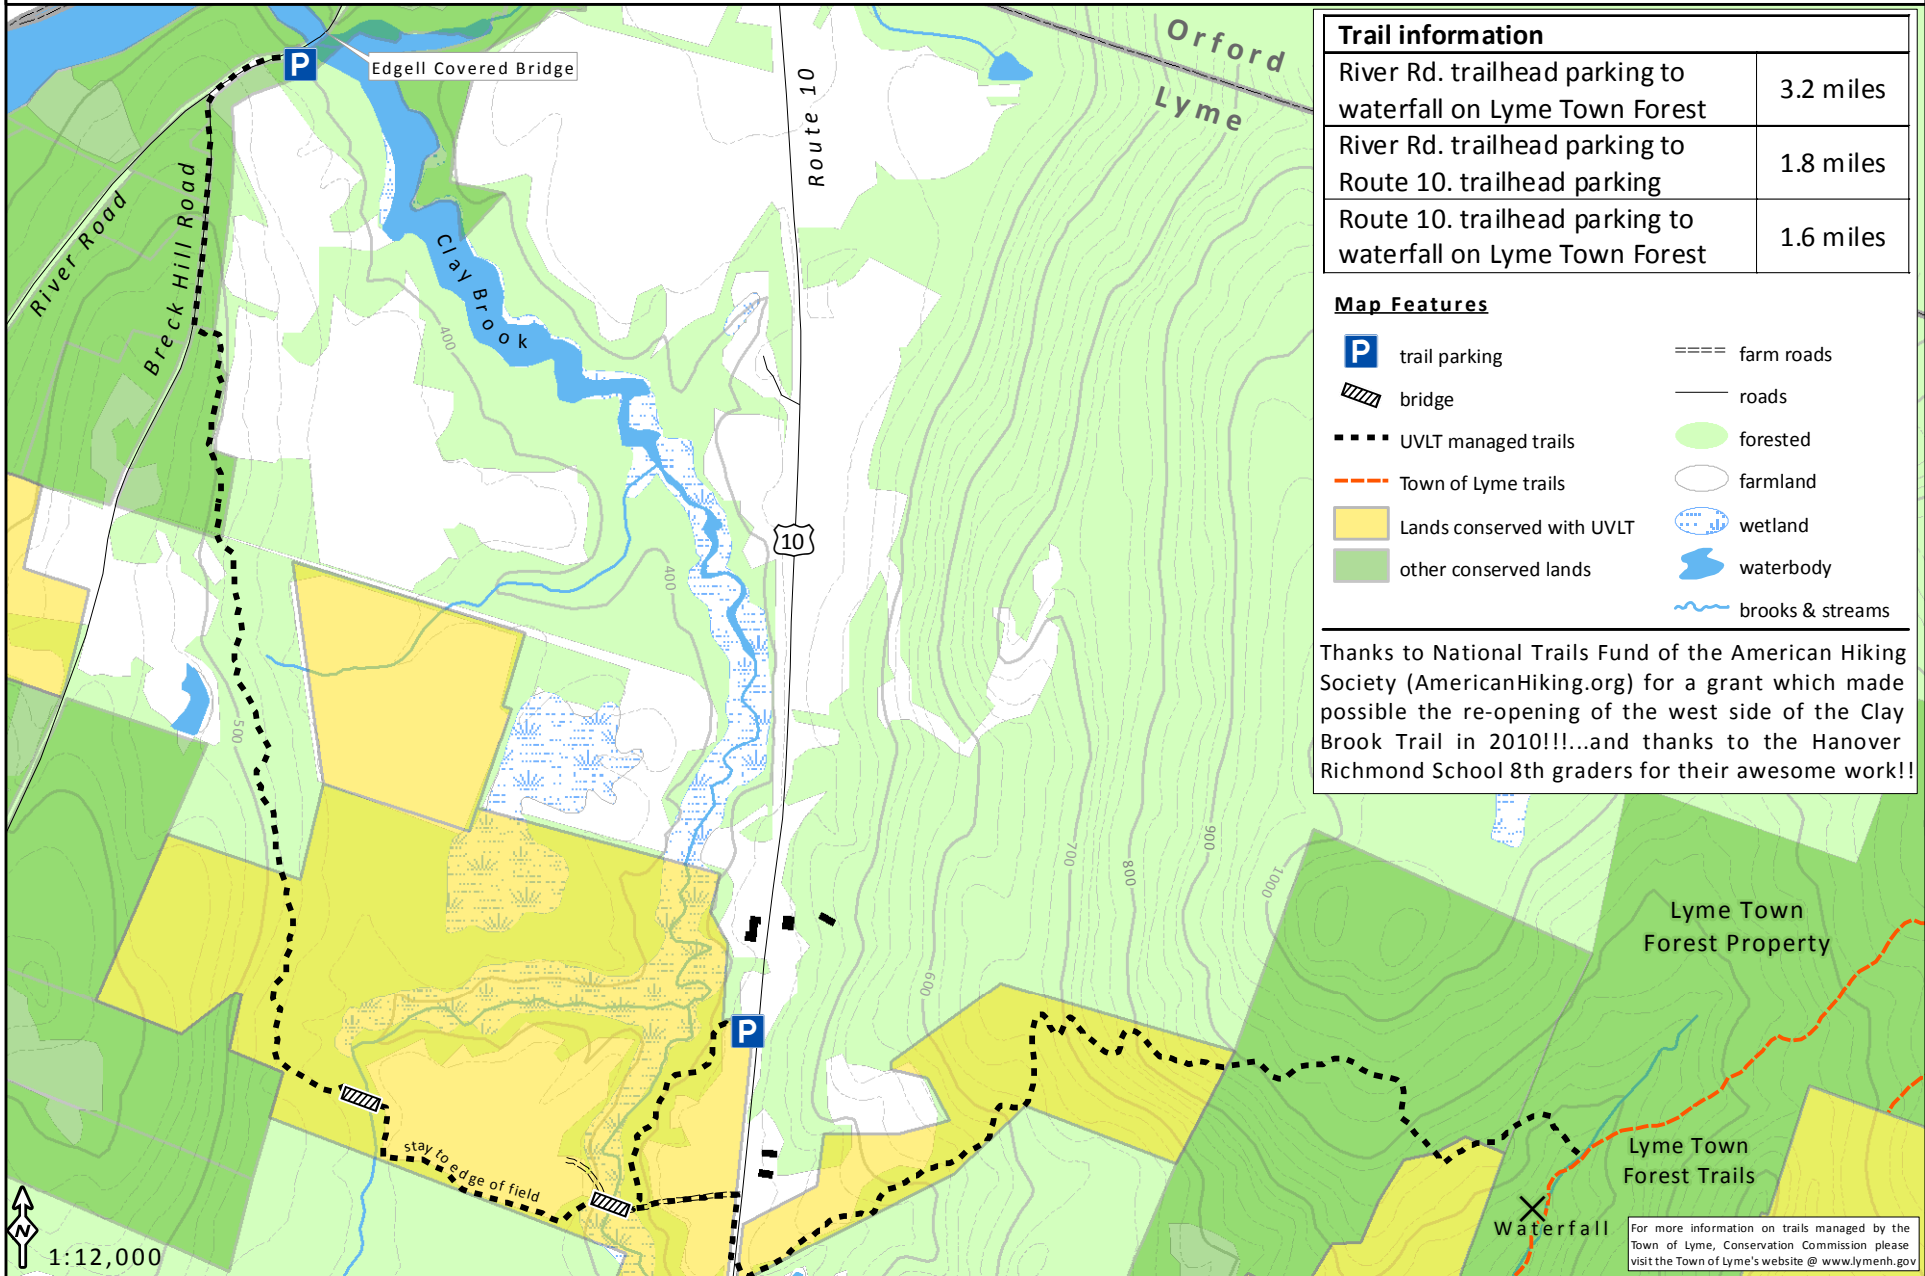 Orford
Lyme
P
Edgell Covered Bridge
Route 10
River Road
Breck Hill Road
Clay Brook
400
10
400
500
700
800
900
1000
600
P
stay to edge of field
Lyme Town
Forest Property
Lyme Town
Forest Trails
Waterfall
N
1:12,000
Trail information
River Rd. trailhead parking to
waterfall on Lyme Town Forest
3.2 miles
River Rd. trailhead parking to
Route 10. trailhead parking
1.8 miles
Route 10. trailhead parking to
waterfall on Lyme Town Forest
1.6 miles
Map Features
P trail parking
bridge
UVLT managed trails
Town of Lyme trails
Lands conserved with UVLT
other conserved lands
farm roads
roads
forested
farmland
wetland
waterbody
brooks & streams
Thanks to National Trails Fund of the American Hiking
Society (AmericanHiking.org) for a grant which made
possible the re-opening of the west side of the Clay
Brook Trail in 2010!!!...and thanks to the Hanover
Richmond School 8th graders for their awesome work!!
For more information on trails managed by the
Town of Lyme, Conservation Commission please
visit the Town of Lyme's website @ www.lymenh.gov